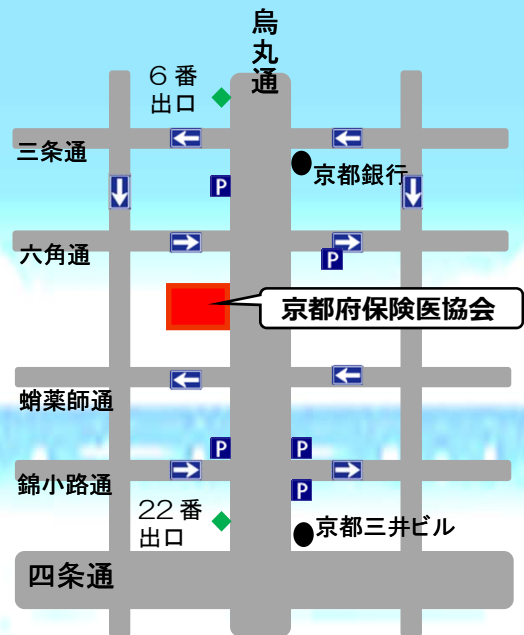 烏丸通
6番
出口
三条通
京都銀行
P
六角通
P
京都府保険医協会
蛸薬師通
P
P
錦小路通
P
22番
出口
京都三井ビル
四条通